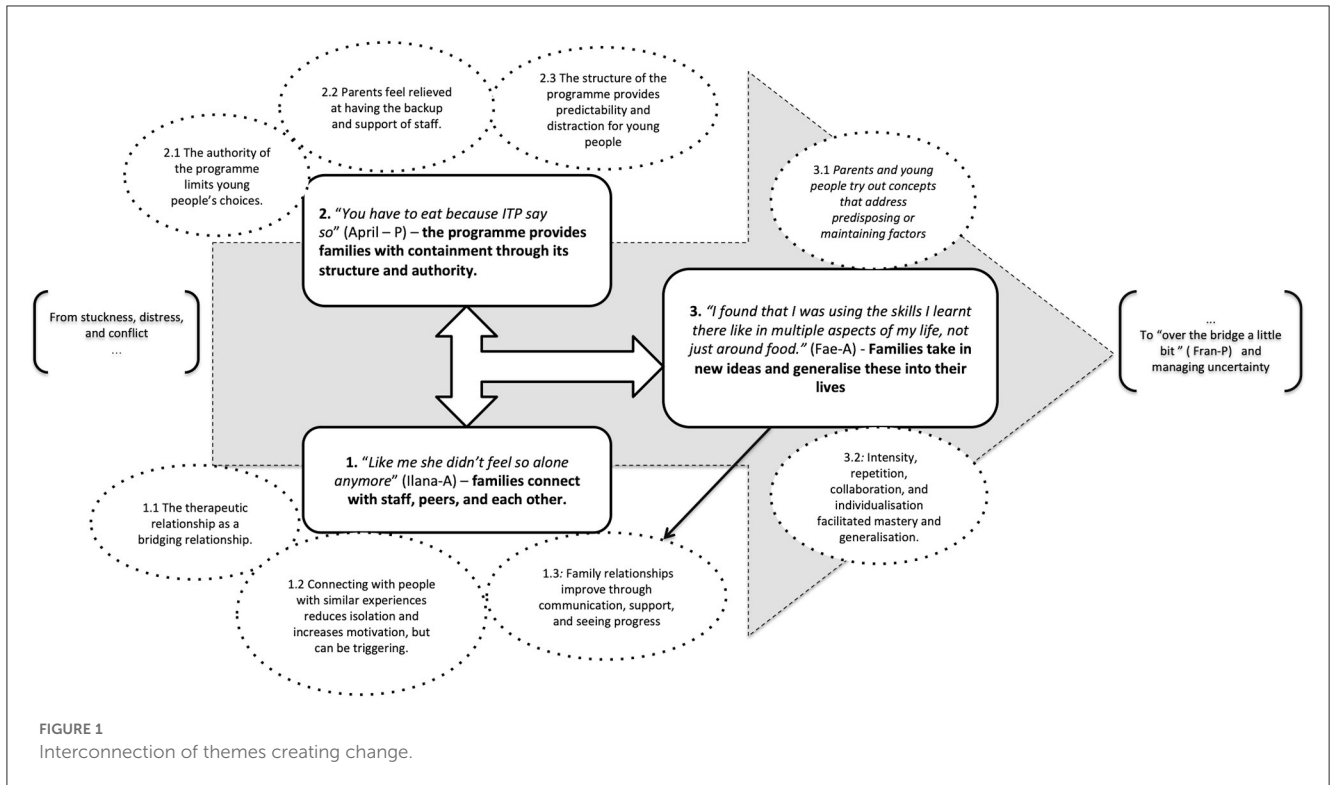 2.3 The structure of the
programme provides
predictability and
distraction for young
people
2.2 Parents feel relieved
at having the backup
and support of staff.
2.1 The authority of
the programme
limits young
people’s choices.
3.1 Parents and young
people try out concepts
that address
predisposing or
maintaining factors
2. “You have to eat because ITP say
so” (April – P) – the programme provides
families with containment through its
structure and authority.
From stuckness, distress,
and conflict
...
3. “I found that I was using the skills I learnt
there like in multiple aspects of my life, not
just around food.” (Fae-A) - Families take in
new ideas and generalise these into their
lives
...
To “over the bridge a little
bit ” ( Fran-P) and
managing uncertainty
1. “Like me she didn’t feel so alone
anymore” (Ilana-A) – families connect
with staff, peers, and each other.
3.2: Intensity,
repetition,
collaboration, and
individualisation
facilitated mastery and
generalisation.
1.1 The therapeutic
relationship as a
bridging relationship.
1.2 Connecting with people
with similar experiences
reduces isolation and
increases motivation, but
can be triggering.
1.3: Family relationships
improve through
communication, support,
and seeing progress
FIGURE 1
Interconnection of themes creating change.